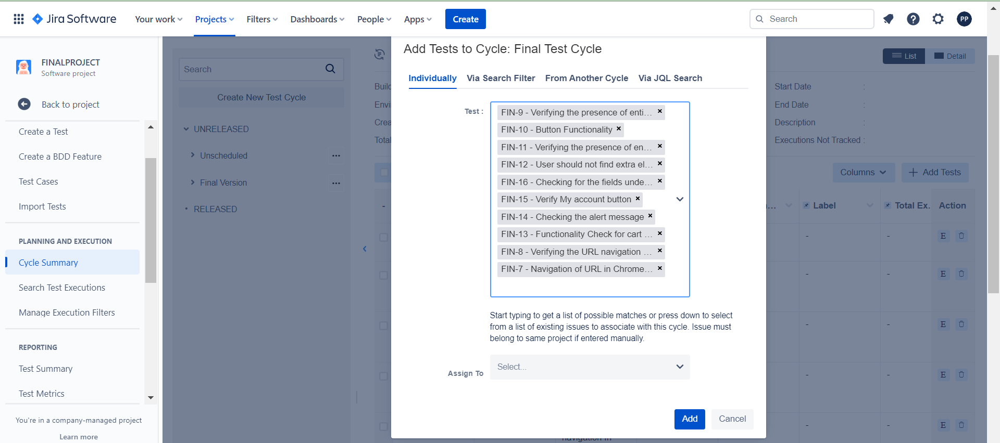 Jira Software
Your work
Projects
Filters
Dashboards
People
Apps
Create
Search
PP
FINALPROJECT
Software project
Back to project
Create a Test
Create a BDD Feature
Test Cases
Import Tests
PLANNING AND EXECUTION
Cycle Summary
Search Test Executions
Manage Execution Filters
REPORTING
Test Summary
Test Metrics
You're in a company-managed project
Learn more
Search
Create New Test Cycle
UNRELEASED
Unscheduled
Final Version
RELEASED
Add Tests to Cycle: Final Test Cycle
Individually
Via Search Filter
From Another Cycle
Via JQL Search
Test :
FIN-9 - Verifying the presence of enti...
FIN-10 - Button Functionality
FIN-11 - Verifying the presence of en...
FIN-12 - User should not find extra el...
FIN-16 - Checking for the fields unde...
FIN-15 - Verify My account button
FIN-14 - Checking the alert message
FIN-13 - Functionality Check for cart ...
FIN-8 - Verifying the URL navigation ...
FIN-7 - Navigation of URL in Chrome...
Start typing to get a list of possible matches or press down to select
from a list of existing issues to associate with this cycle. Issue must
belong to same project if entered manually.
Assign To
Select...
Add
Cancel
List
Detail
Start Date :
End Date :
Description :
Executions Not Tracked :
Columns
Add Tests
Label
Total Ex.
Action
- - E
- - E
- - E
- - E
- - E